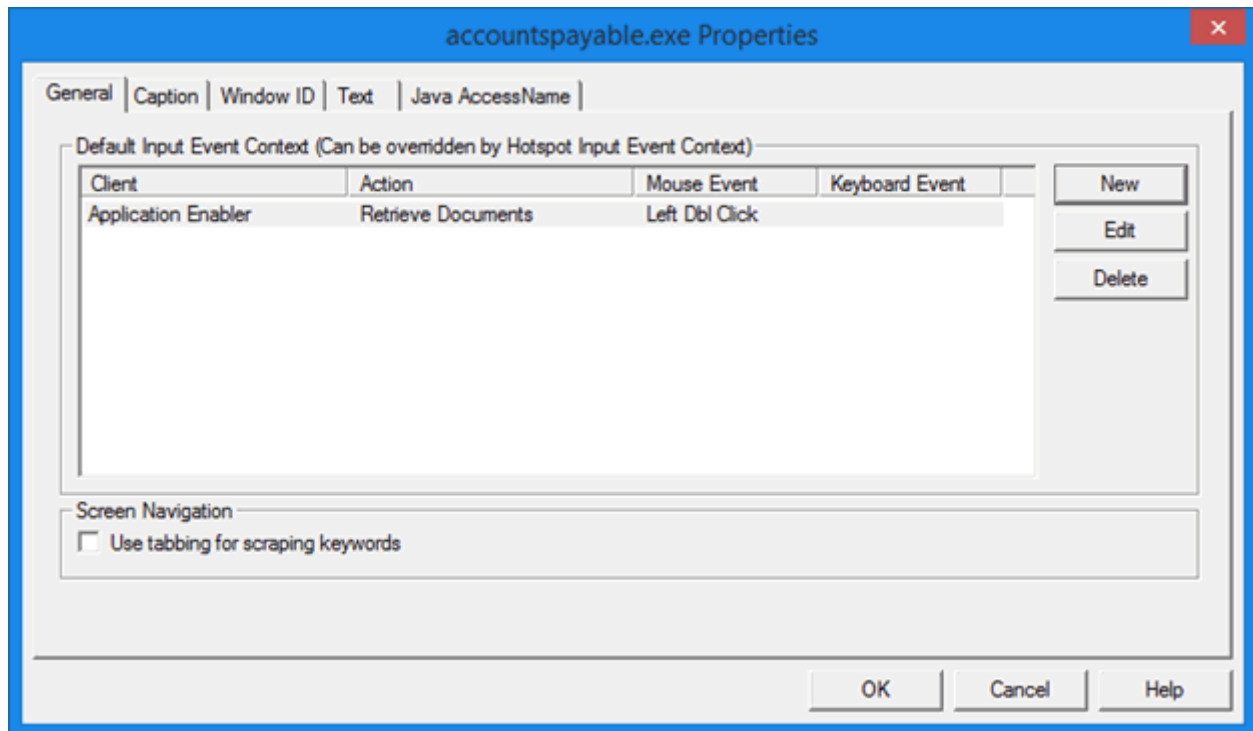 accountspayable.exe Properties
General Caption Window ID Text Java AccessName
Default Input Event Context (Can be overridden by Hotspot Input Event Context)
Client Action Mouse Event Keyboard Event New
Application Enabler Retrieve Documents Left Dbl Click
Edit
Delete
Screen Navigation
Use tabbing for scraping keywords
OK Cancel Help